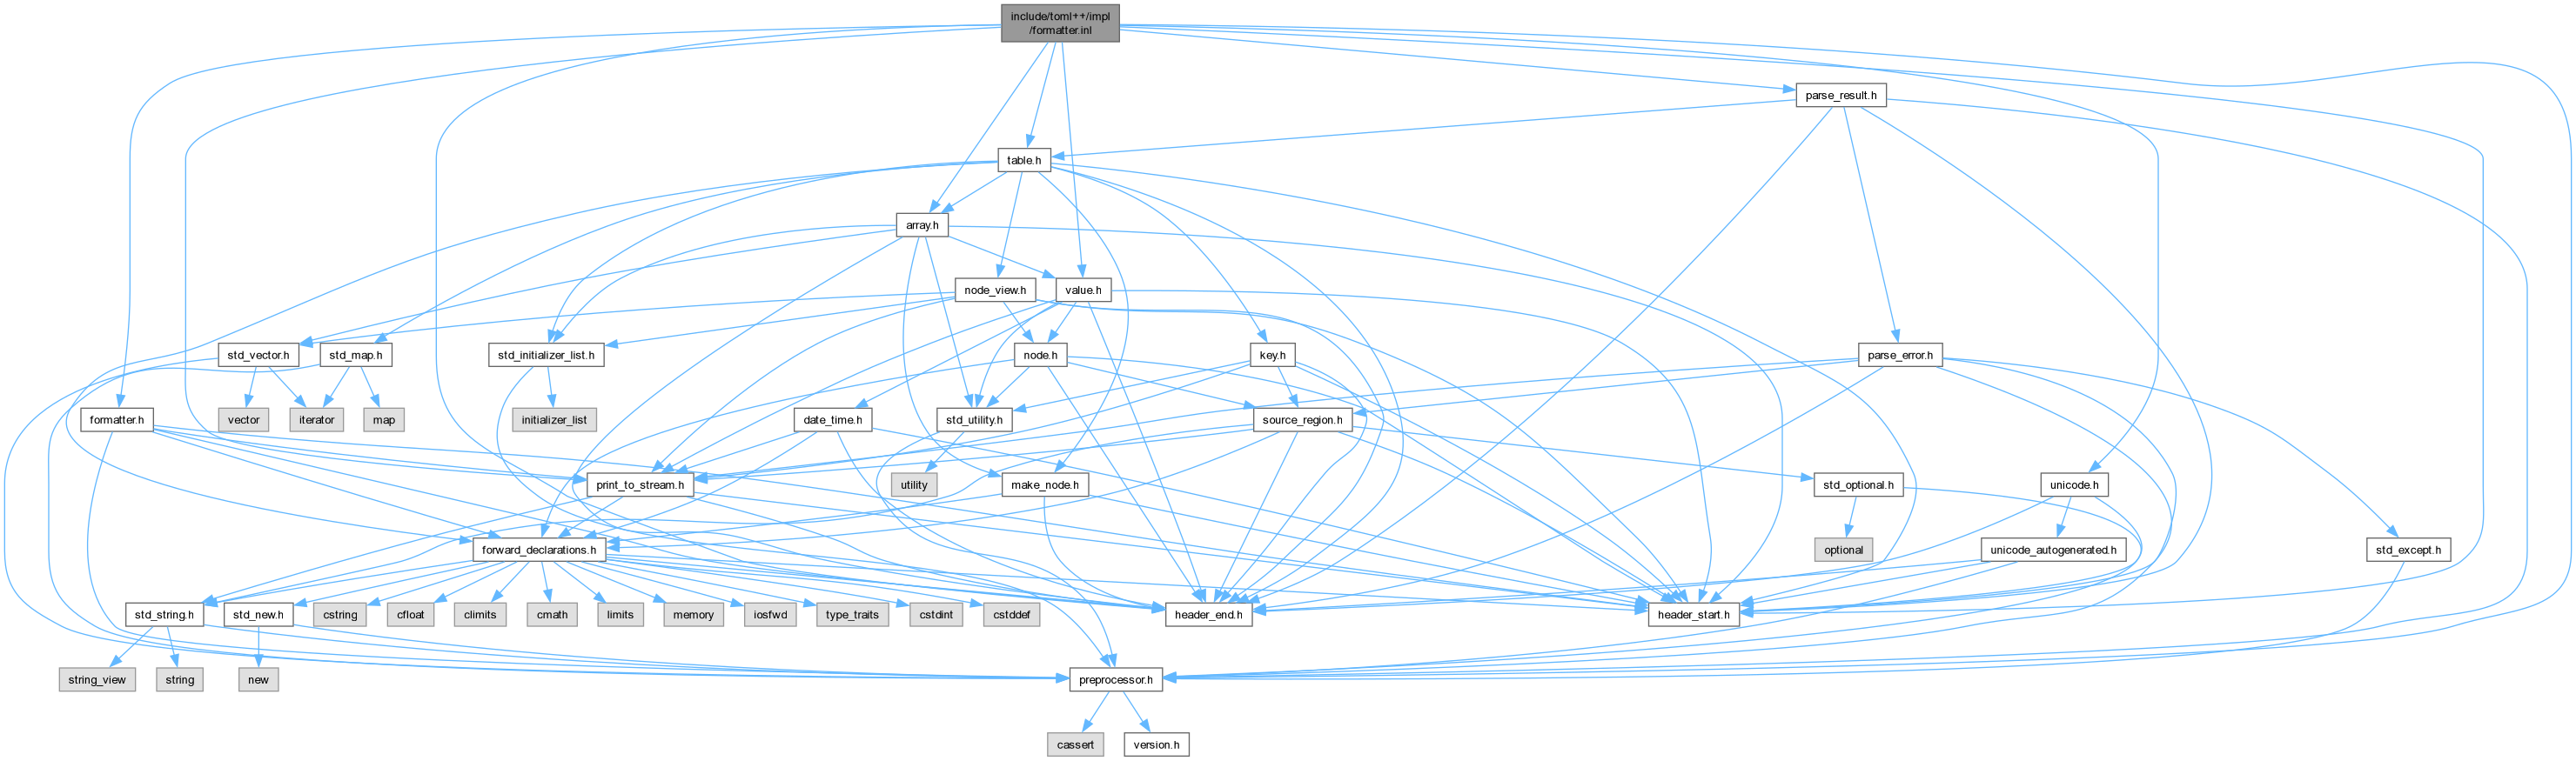 include/toml++/impl
/formatter.inl
parse_result.h
table.h
array.h
node_view.h
value.h
std_vector.h
std_map.h
std_initializer_list.h
node.h
key.h
parse_error.h
vector
iterator
map
initializer_list
formatter.h
date_time.h
std_utility.h
source_region.h
utility
print_to_stream.h
make_node.h
std_optional.h
unicode.h
forward_declarations.h
optional
unicode_autogenerated.h
std_except.h
std_string.h
std_new.h
cstring
cfloat
climits
cmath
limits
memory
iosfwd
type_traits
cstdint
cstddef
header_end.h
header_start.h
string_view
string
new
preprocessor.h
cassert
version.h